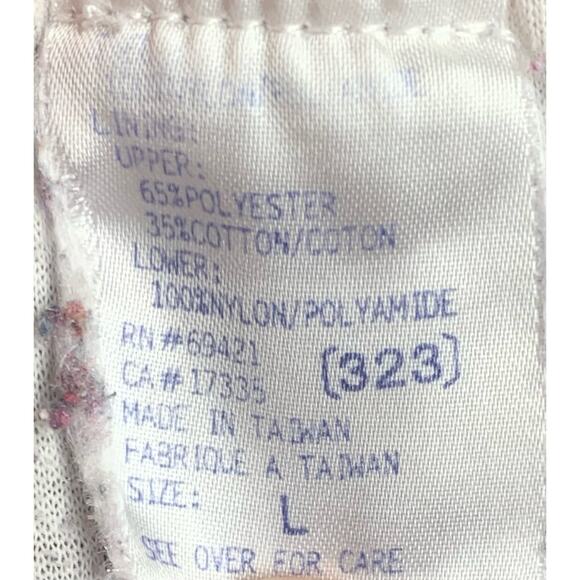 LINING:
UPPER:
65%POLYESTER
35%COTTON/COTON
LOWER:
100%NYLON/POLYAMIDE
RN#69421
CA#17335
[323]
MADE IN TAIWAN
FABRIQUE A TAIWAN
SIZE:
L
SEE OVER FOR CARE